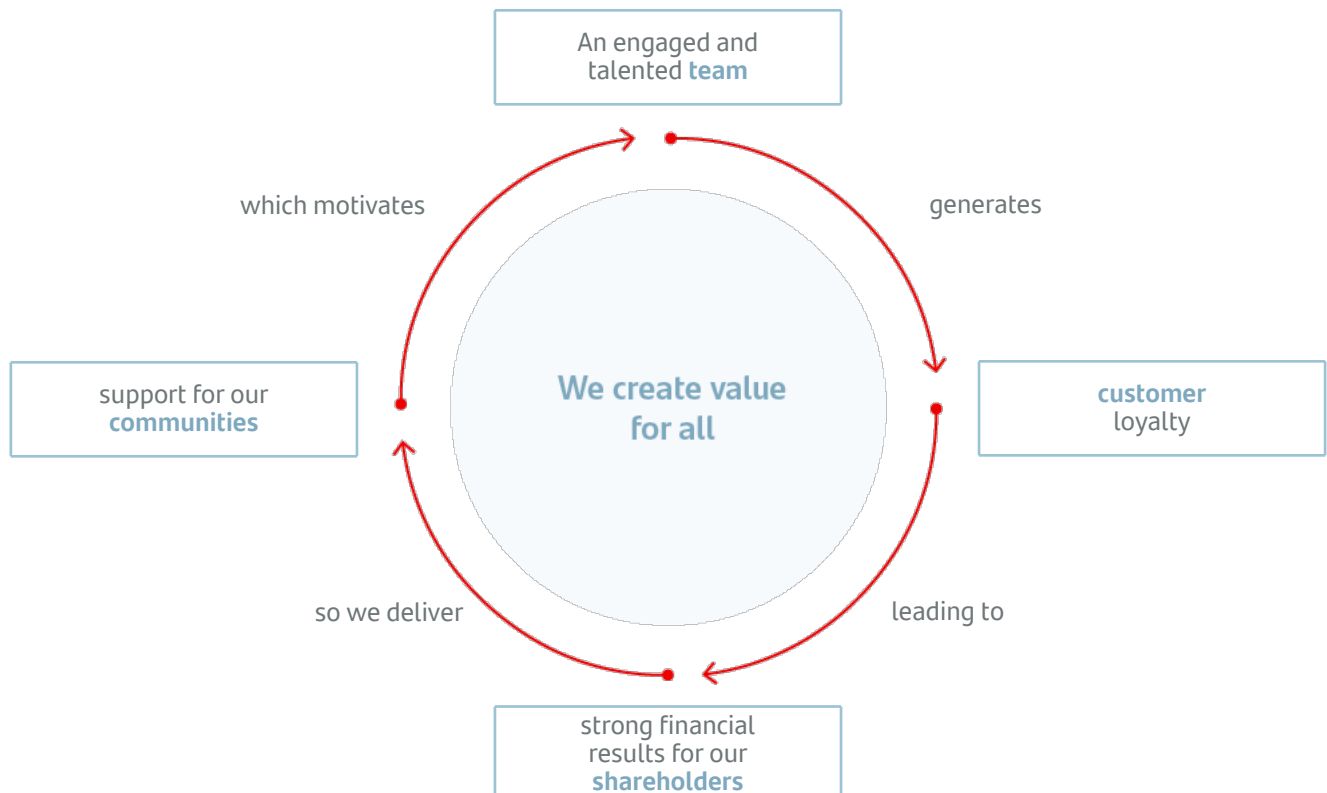 An engaged and
talented team
which motivates
generates
support for our
communities
We create value
for all
customer
loyalty
so we deliver
leading to
strong financial
results for our
shareholders